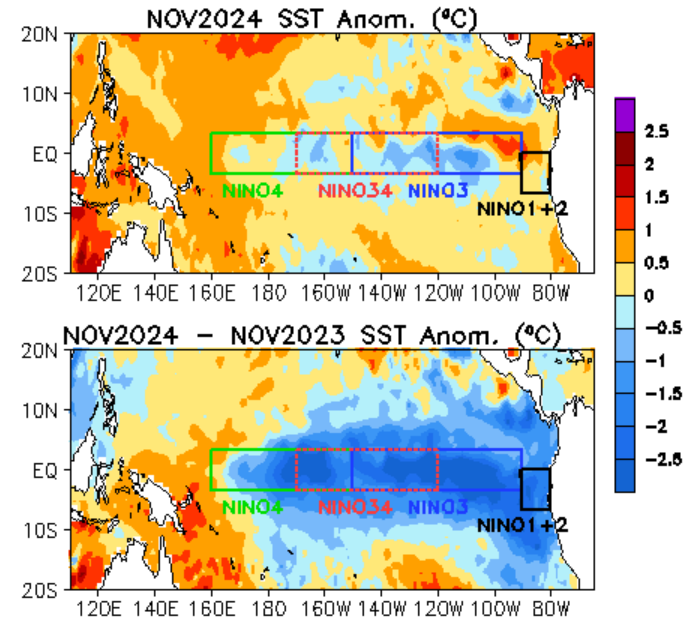 NOV2024 SST Anom. (ºC)
20N
10N
EQ
10S
20S
NINO4 NINO34 NINO3
NINO1+2
120E 140E 160E 180 160W 140W 120W 100W 80W
NOV2024 – NOV2023 SST Anom. (ºC)
20N
10N
EQ
10S
20S
NINO4 NINO34 NINO3
NINO1+2
120E 140E 160E 180 160W 140W 120W 100W 80W
2.5
2
1.5
1
0.5
0
-0.5
-1
-1.5
-2
-2.5